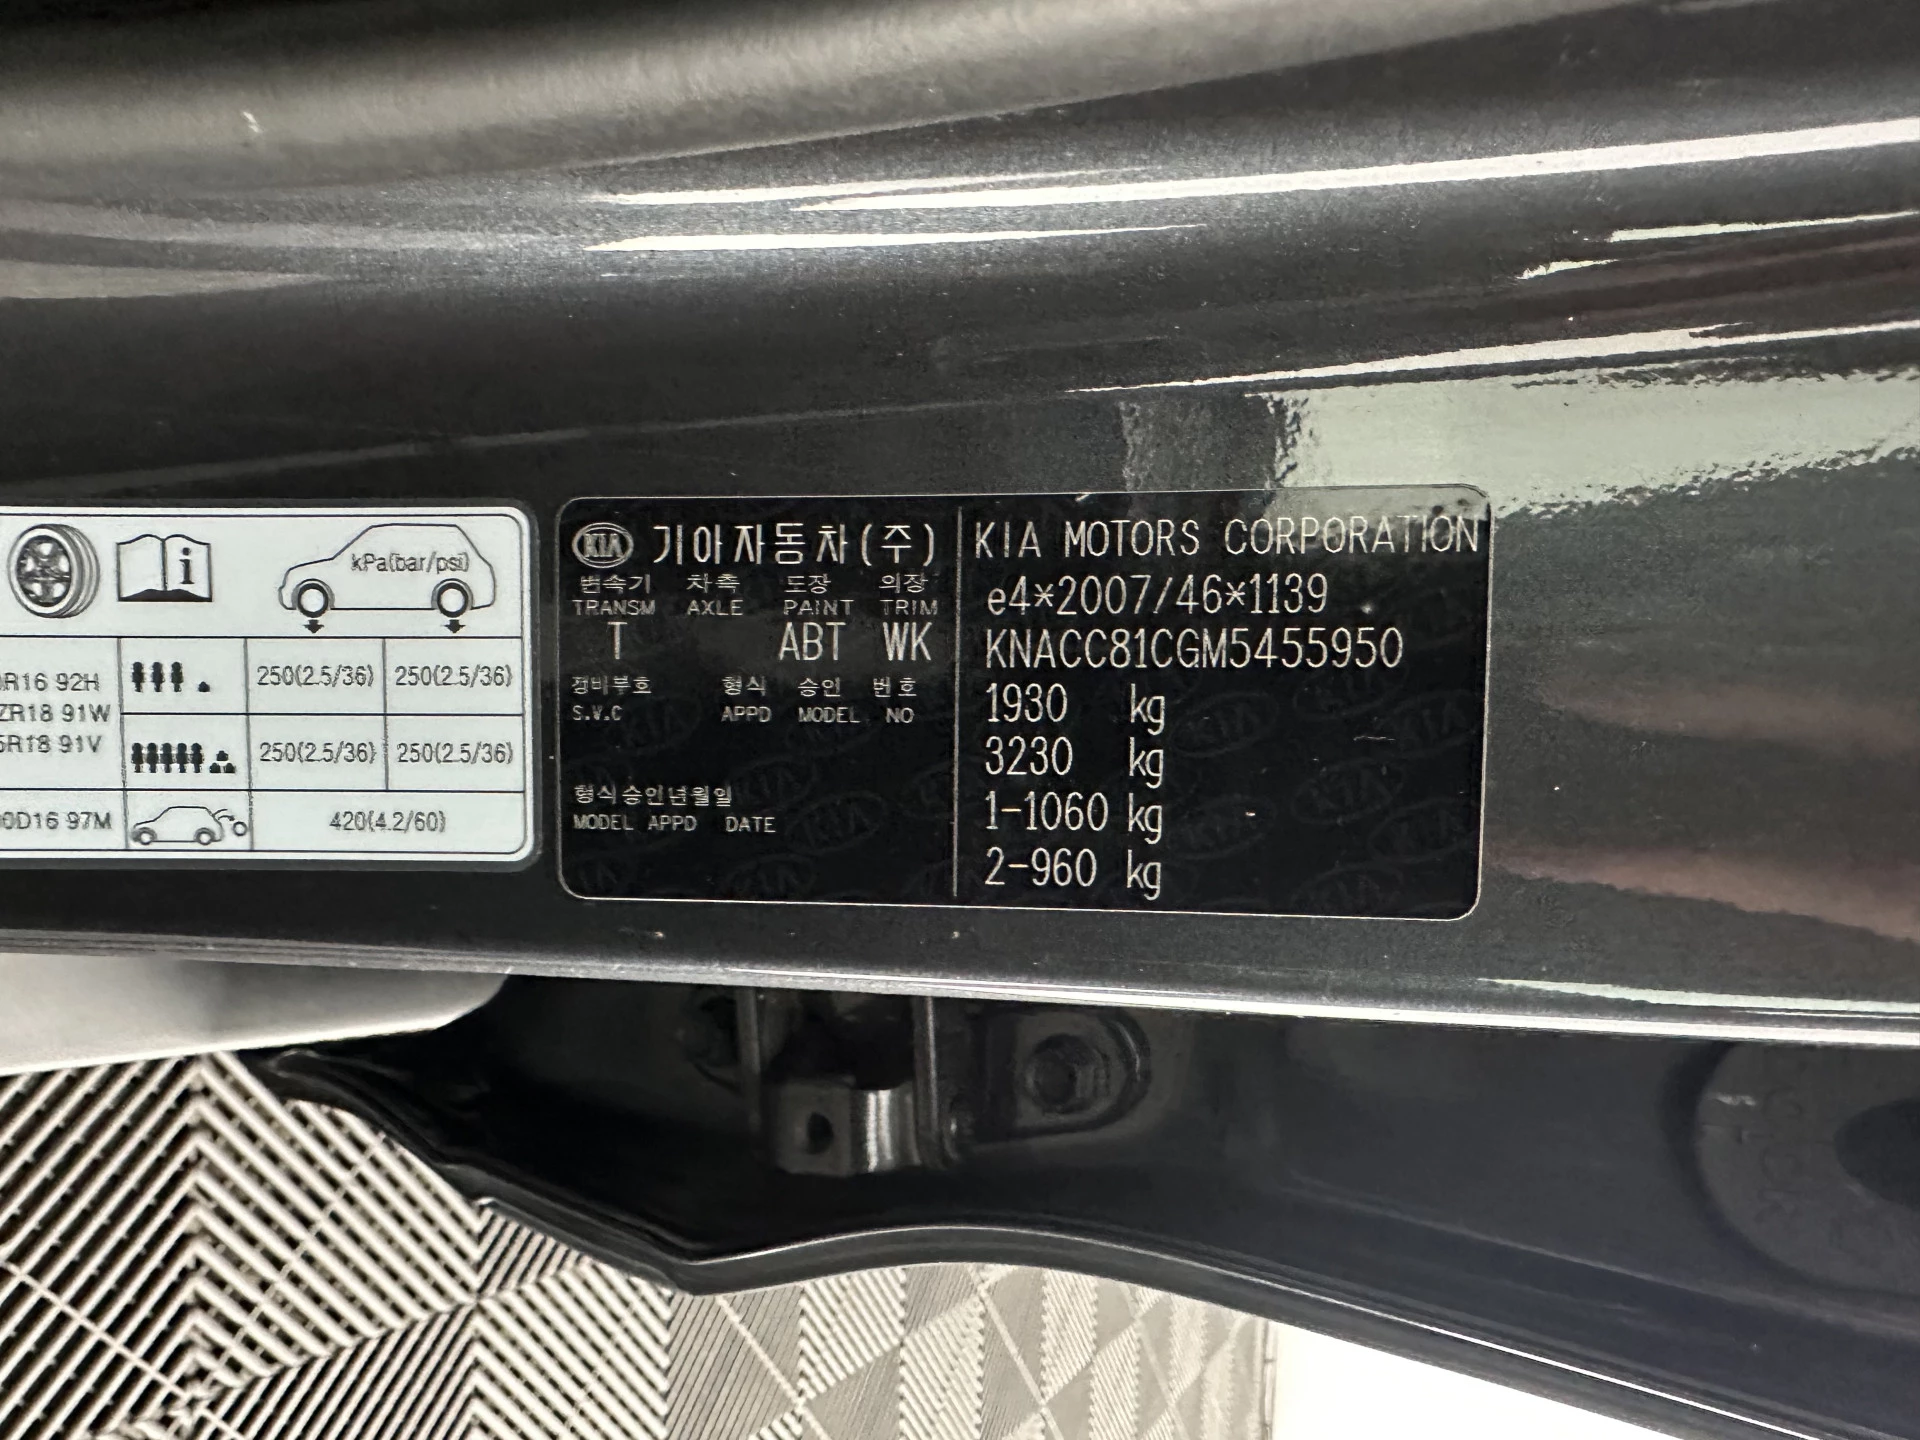 kPa(bar/psi)
R16 92H
250(2.5/36) 250(2.5/36)
ZR18 91W
5R18 91V
250(2.5/36) 250(2.5/36)
0D16 97M
420(4.2/60)
KIA 기아자동차(주)
변속기 차축 도장 의장
TRANSM AXLE PAINT TRIM
T ABT WK
정비부호 형식 승인 번호
S.V.C APPD MODEL NO
형식승인년월일
MODEL APPD DATE
KIA MOTORS CORPORATION
e4*2007/46*1139
KNACC81CGM5455950
1930 kg
3230 kg
1-1060 kg
2-960 kg